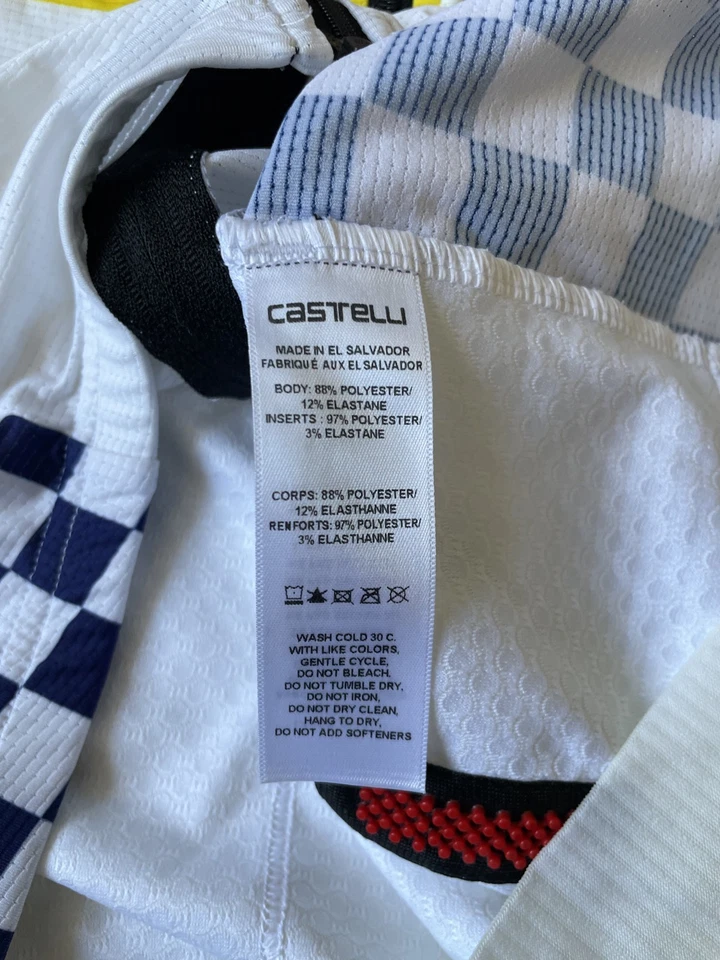 CASTELLI
MADE IN EL SALVADOR
FABRIQUÉ AUX EL SALVADOR
BODY: 88% POLYESTER/
12% ELASTANE
INSERTS : 97% POLYESTER/
3% ELASTANE
CORPS: 88% POLYESTER/
12% ELASTHANNE
RENFORTS: 97% POLYESTER/
3% ELASTHANNE
WASH COLD 30 C.
WITH LIKE COLORS,
GENTLE CYCLE,
DO NOT BLEACH.
DO NOT TUMBLE DRY,
DO NOT IRON,
DO NOT DRY CLEAN,
HANG TO DRY,
DO NOT ADD SOFTENERS